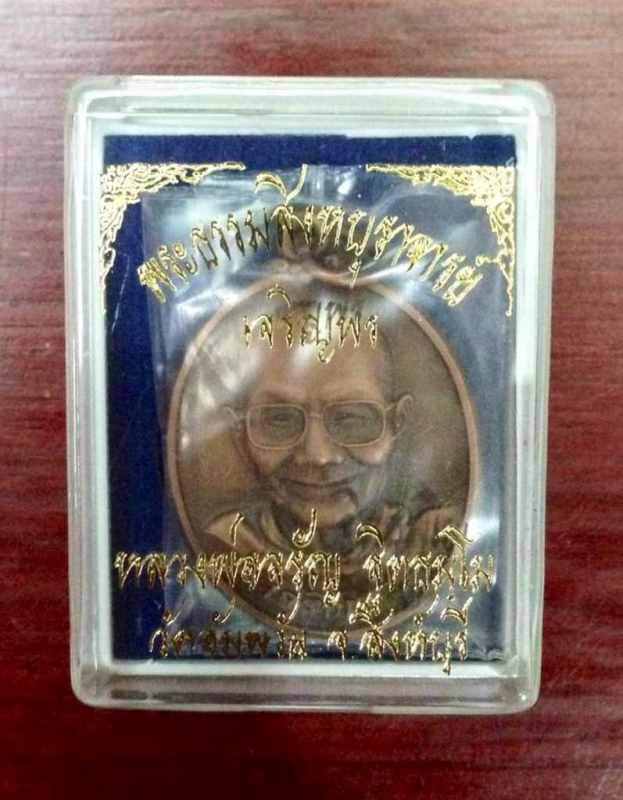 พระธรรมสิงหบุราจารย์
เจริญพร
หลวงพ่อจรัญ ฐิตธมฺโม
วัดอัมพวัน จ.สิงห์บุรี